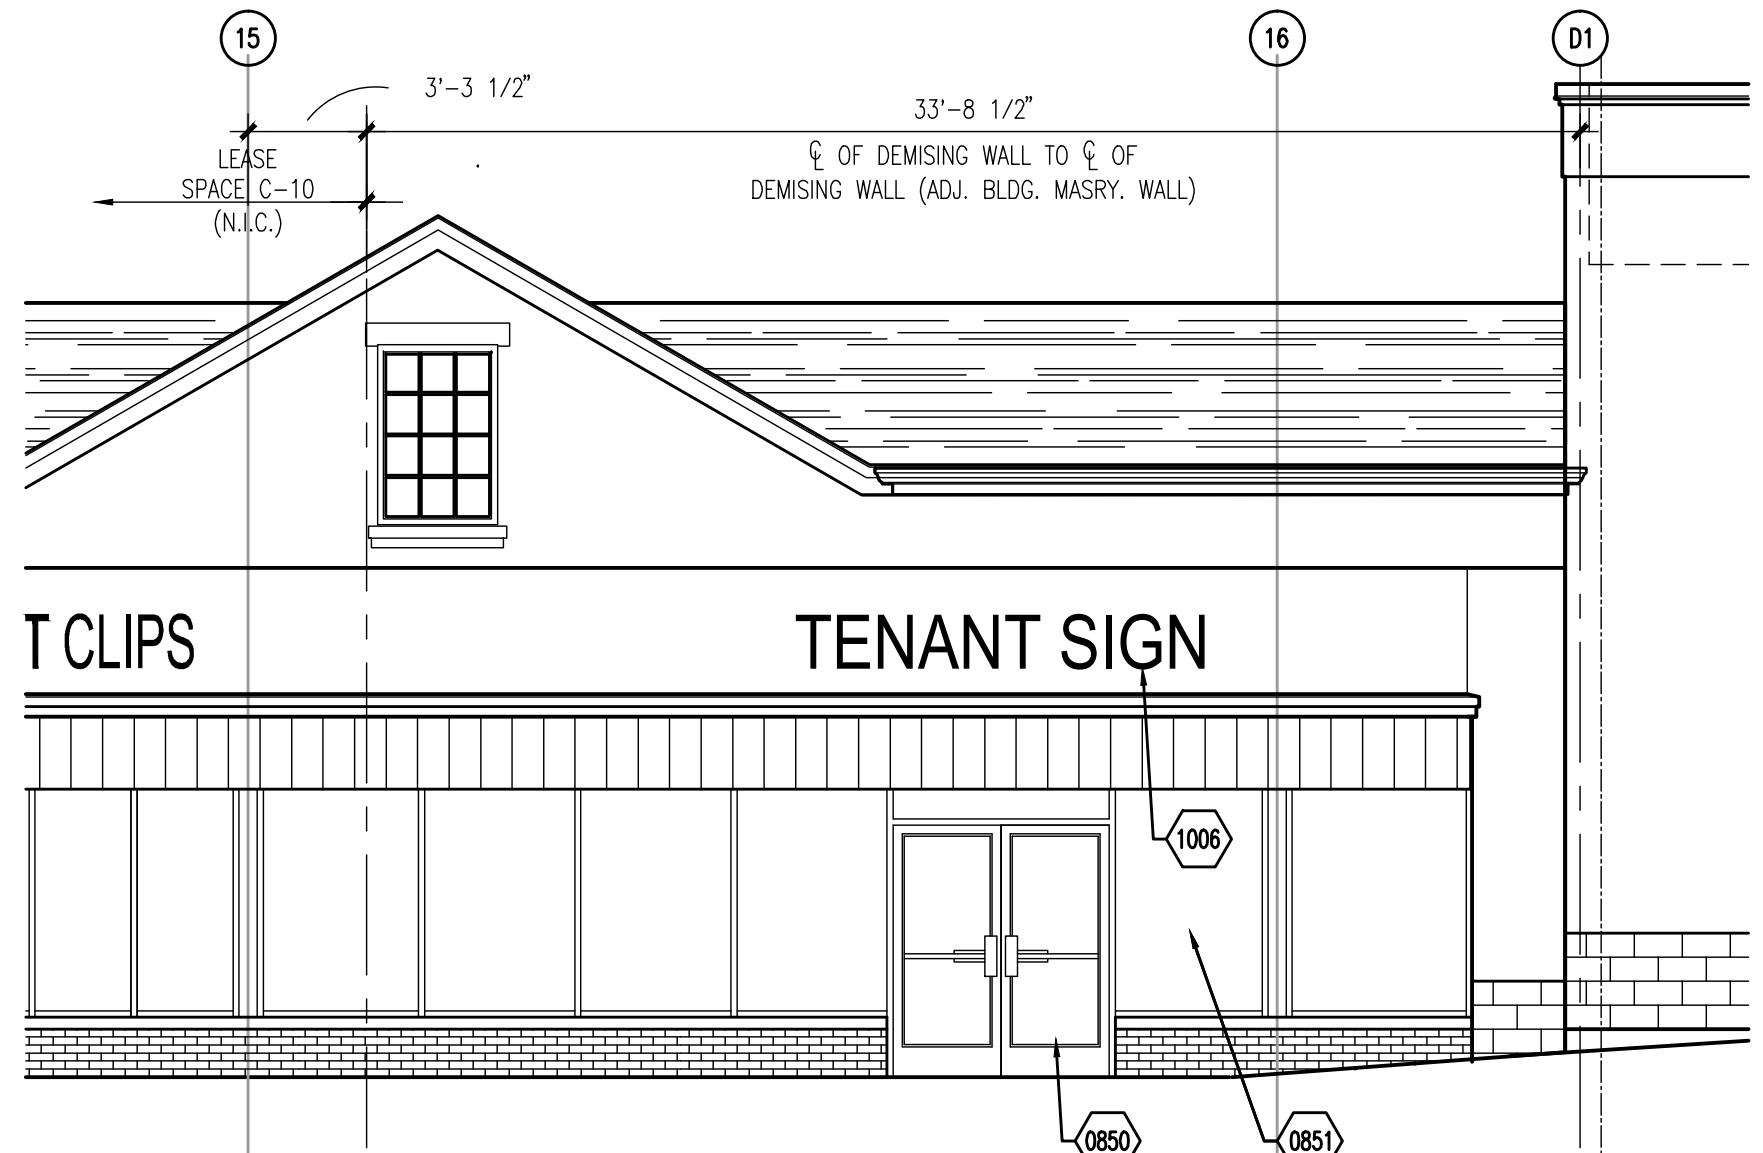 15
16
D1
3'-3 1/2"
33'-8 1/2"
LEASE
SPACE C-10
(N.I.C.)
℄ OF DEMISING WALL TO ℄ OF
DEMISING WALL (ADJ. BLDG. MASRY. WALL)
T CLIPS
TENANT SIGN
1006
0850
0851